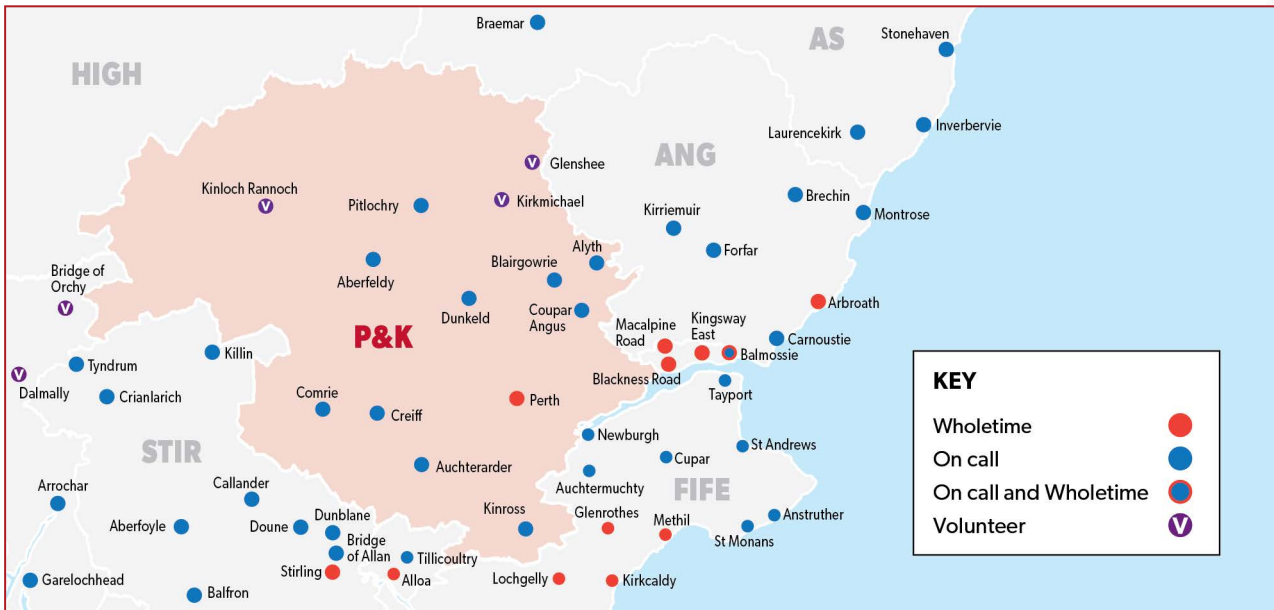 Braemar
AS
Stonehaven
HIGH
Laurencekirk
Inverbervie
ANG
Glenshee
Kinloch Rannoch
V
V
Pitlochry
V
Kirkmichael
Brechin
Montrose
Kirriemuir
Forfar
Alyth
Blairgowrie
Aberfeldy
Bridge of
Orchy
V
Dunkeld
Coupar
Angus
Arbroath
P&K
Macalpine
Road
Kingsway
East
Carnoustie
Killin
Balmossie
Tyndrum
Blackness Road
V
Dalmally
Crianlarich
Tayport
Comrie
Creiff
Perth
Newburgh
St Andrews
STIR
Cupar
Auchterarder
Auchtermuchty
FIFE
Arrochar
Callander
Kinross
Glenrothes
Methil
Anstruther
Aberfoyle
Doune
Dunblane
St Monans
Bridge
of Allan
Tillicoultry
Stirling
Alloa
Lochgelly
Kirkcaldy
Garelochhead
Balfron
KEY
Wholetime
On call
On call and Wholetime
Volunteer
V